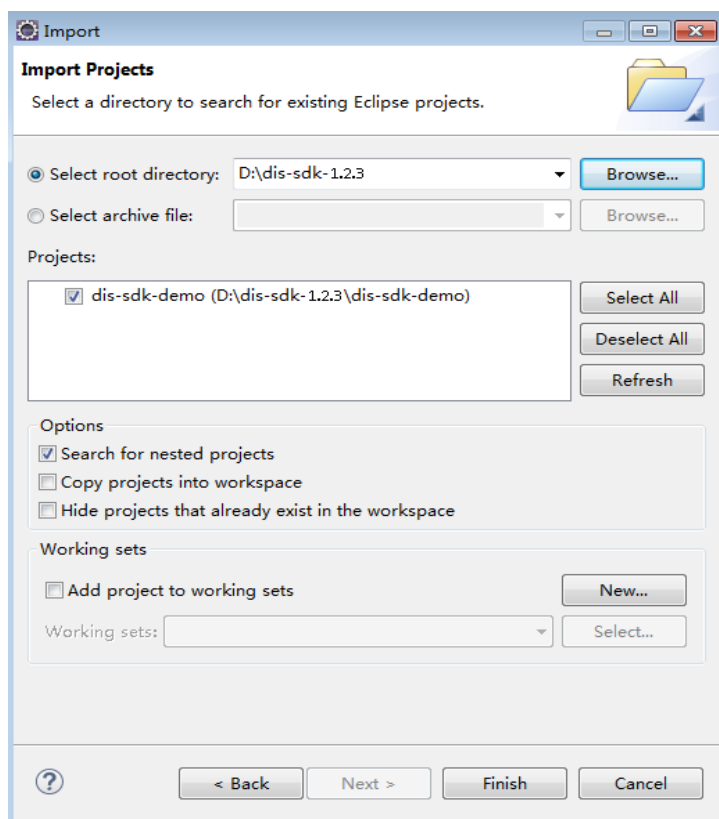 Import
Import Projects
Select a directory to search for existing Eclipse projects.
Select root directory: D:\dis-sdk-1.2.3 Browse...
Select archive file: Browse...
Projects:
dis-sdk-demo (D:\dis-sdk-1.2.3\dis-sdk-demo)
Select All
Deselect All
Refresh
Options
Search for nested projects
Copy projects into workspace
Hide projects that already exist in the workspace
Working sets
Add project to working sets New...
Working sets: Select...
? < Back Next > Finish Cancel